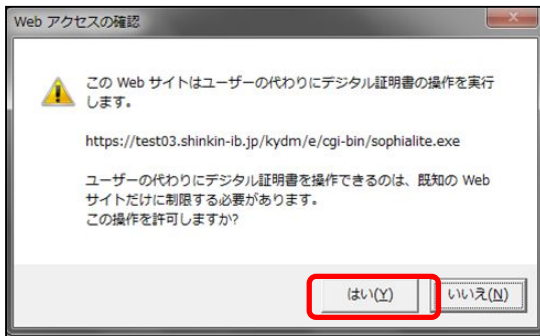 Web アクセスの確認
この Web サイトはユーザーの代わりにデジタル証明書の操作を実行
します。
https://test03.shinkin-ib.jp/kydm/e/cgi-bin/sophialite.exe
ユーザーの代わりにデジタル証明書を操作できるのは、既知の Web
サイトだけに制限する必要があります。
この操作を許可しますか?
はい(Y) いいえ(N)